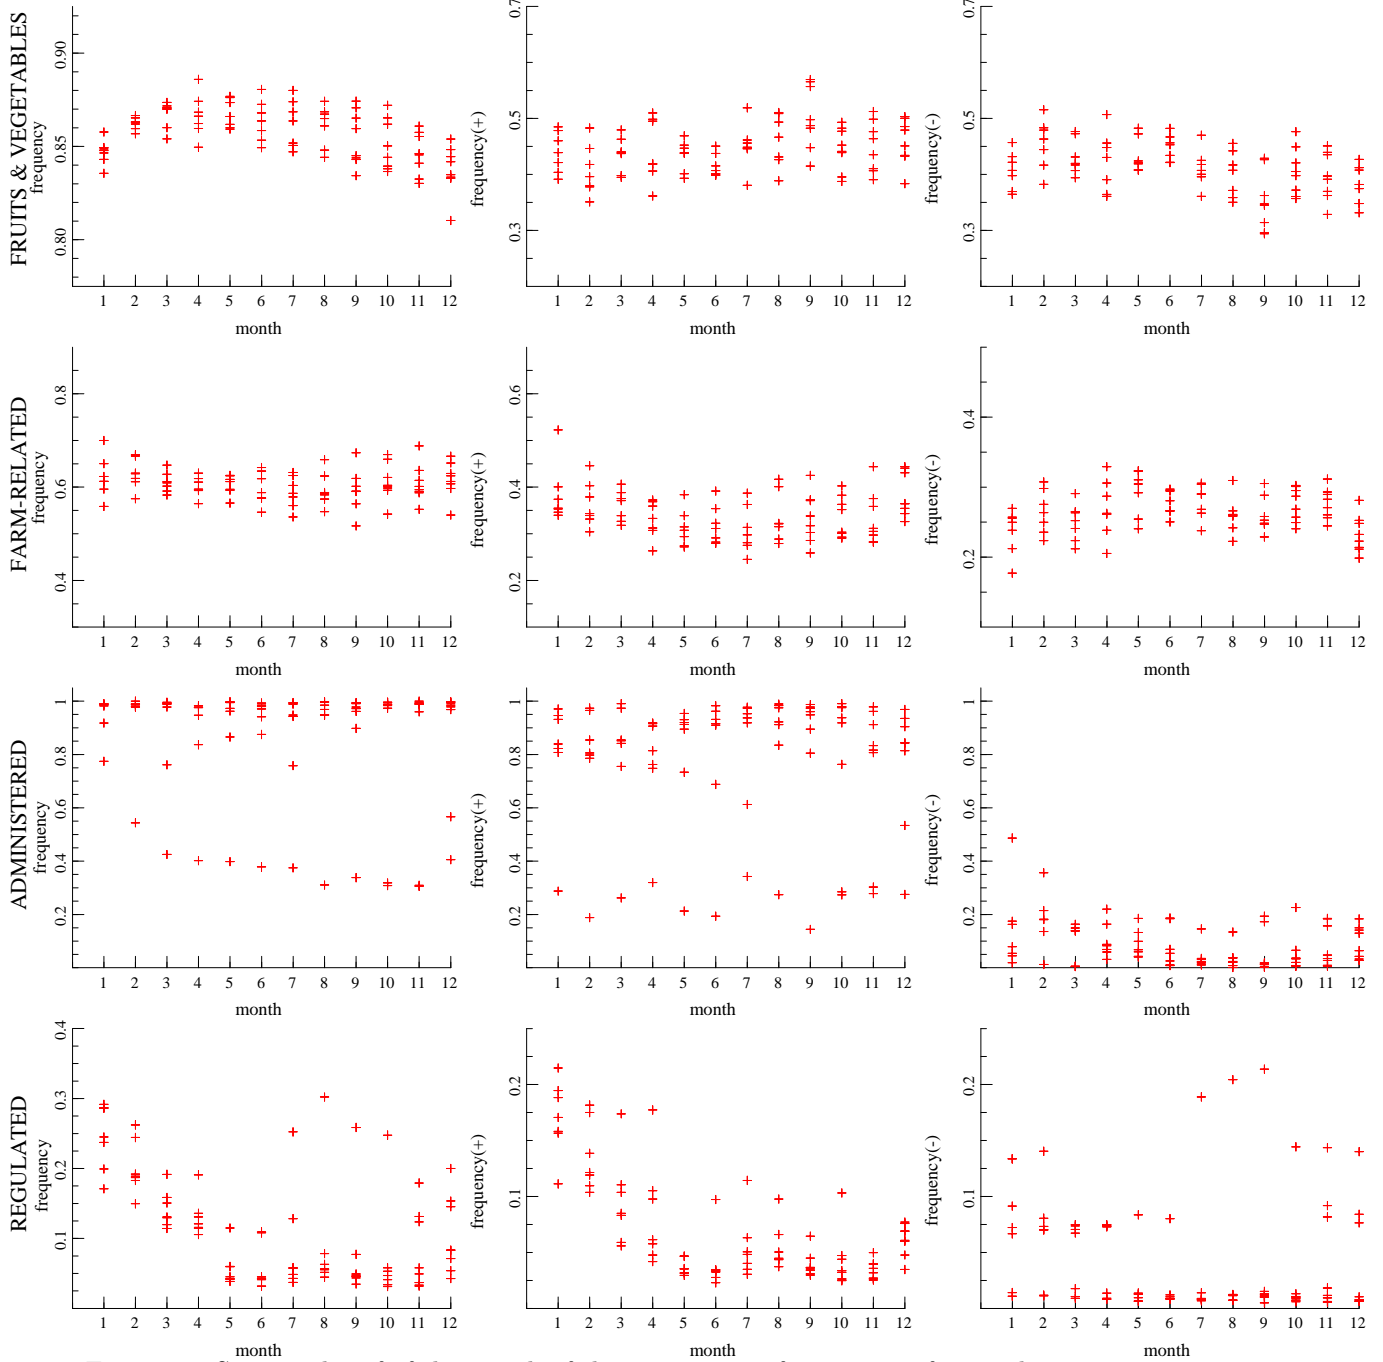 FRUITS & VEGETABLES
frequency
0.80 0.85 0.90
1 2 3 4 5 6 7 8 9 10 11 12
month
frequency(+)
0.3 0.5 0.7
1 2 3 4 5 6 7 8 9 10 11 12
month
frequency(-)
0.3 0.5 0.7
1 2 3 4 5 6 7 8 9 10 11 12
month
FARM-RELATED
frequency
0.4 0.6 0.8
1 2 3 4 5 6 7 8 9 10 11 12
month
frequency(+)
0.2 0.4 0.6
1 2 3 4 5 6 7 8 9 10 11 12
month
frequency(-)
0.2 0.4
1 2 3 4 5 6 7 8 9 10 11 12
month
ADMINISTERED
frequency
0.2 0.4 0.6 0.8 1
1 2 3 4 5 6 7 8 9 10 11 12
month
frequency(+)
0.2 0.4 0.6 0.8 1
1 2 3 4 5 6 7 8 9 10 11 12
month
frequency(-)
0.2 0.4 0.6 0.8 1
1 2 3 4 5 6 7 8 9 10 11 12
month
REGULATED
frequency
0.1 0.2 0.3 0.4
1 2 3 4 5 6 7 8 9 10 11 12
month
frequency(+)
0.1 0.2
1 2 3 4 5 6 7 8 9 10 11 12
month
frequency(-)
0.1 0.2
1 2 3 4 5 6 7 8 9 10 11 12
month